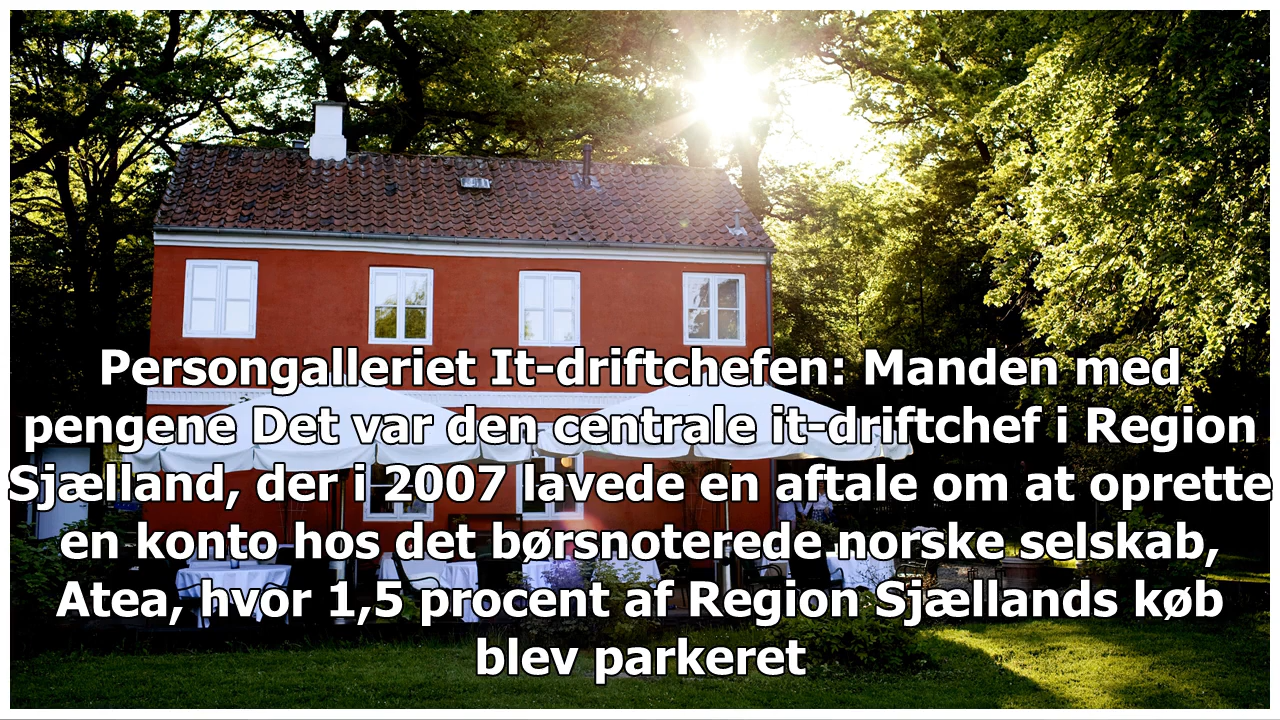 Persongalleriet It-driftchefen: Manden med
pengene Det var den centrale it-driftchef i Region
Sjælland, der i 2007 lavede en aftale om at oprette
en konto hos det børsnoterede norske selskab,
Atea, hvor 1,5 procent af Region Sjællands køb
blev parkeret